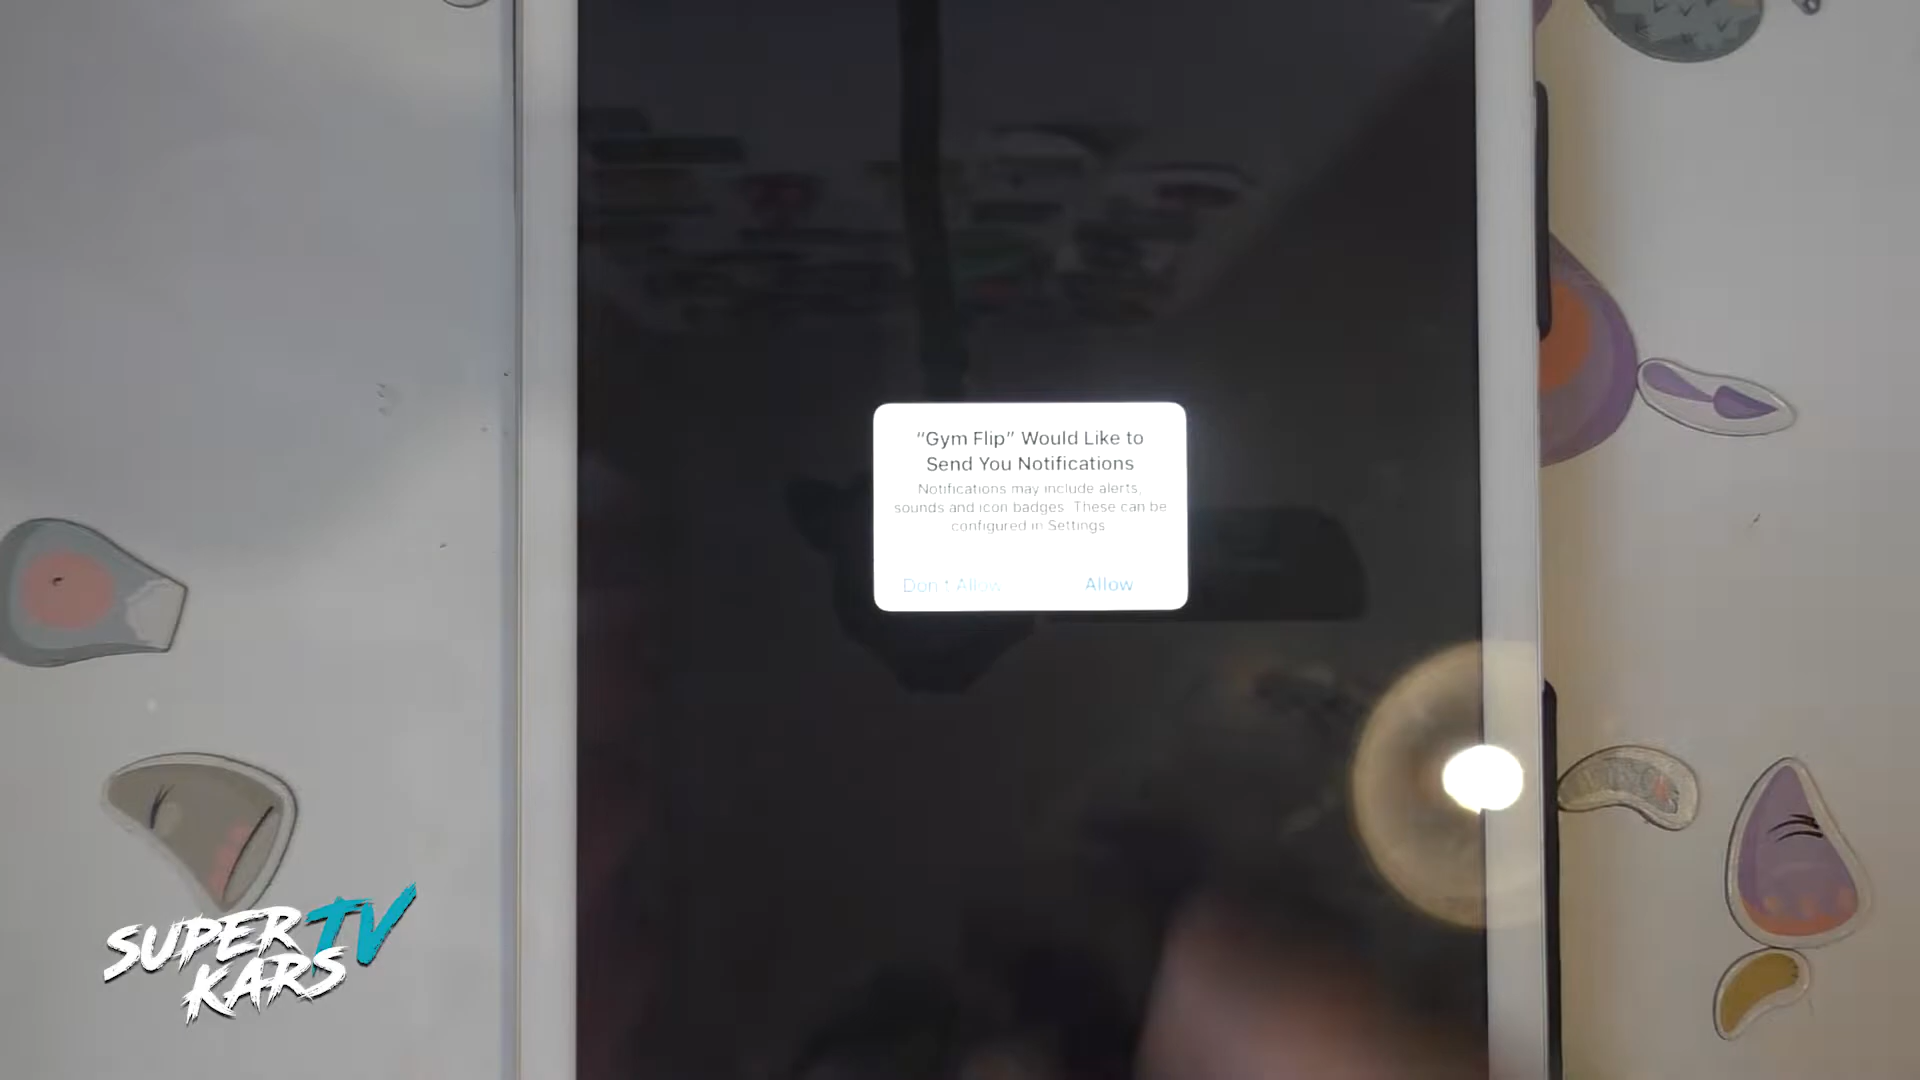 “Gym Flip” Would Like to
Send You Notifications
Notifications may include alerts,
sounds and icon badges. These can be
configured in Settings.
Don't Allow
Allow
SUPER TV
KARS